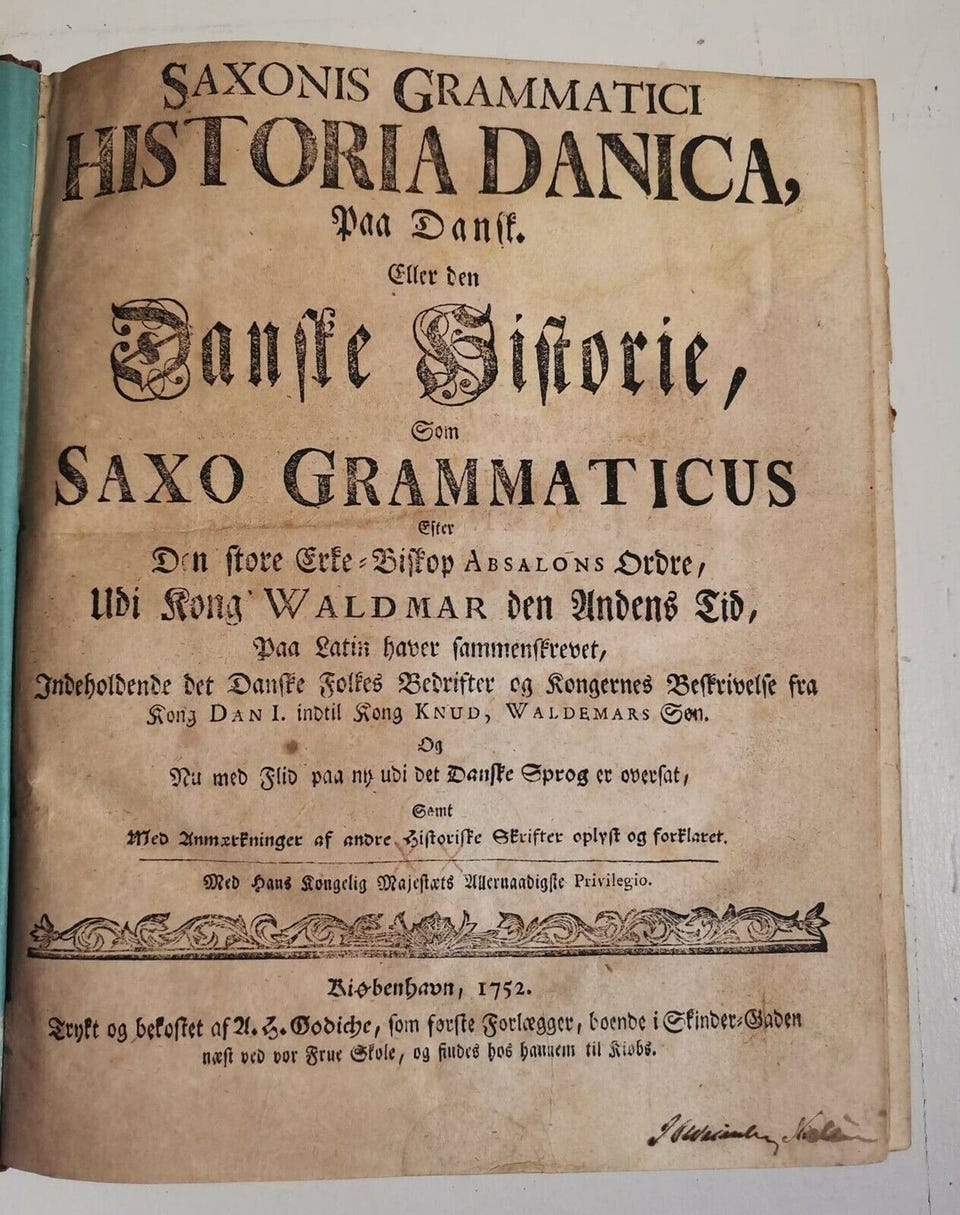 SAXONIS GRAMMATICI
HISTORIA DANICA,
Paa Dansk.
Eller den
Danske Historie,
Som
SAXO GRAMMATICUS
Efter
Den store Erke-Biskop ABSALONS Ordre,
Udi Kong WALDMAR den Andens Tid,
Paa Latin haver sammenskrevet,
Indeholdende det Danske Folkes Bedrifter og Kongernes Beskrivelse fra
Kong DAN I. indtil Kong KNUD, WALDEMARS Søn.
Og
Nu med Flid paa ny udi det Danske Sprog er oversat,
Samt
Med Anmærkninger af andre Historiske Skrifter oplyst og forklaret.
Med Hans Kongelig Majestæts Allernaadigste Privilegio.
Kiøbenhavn, 1752.
Trykt og bekostet af A. H. Godiche, som første Forlægger, boende i Skinder-Gaden
næst ved vor Frue Skole, og findes hos hannem til Kiøbs.